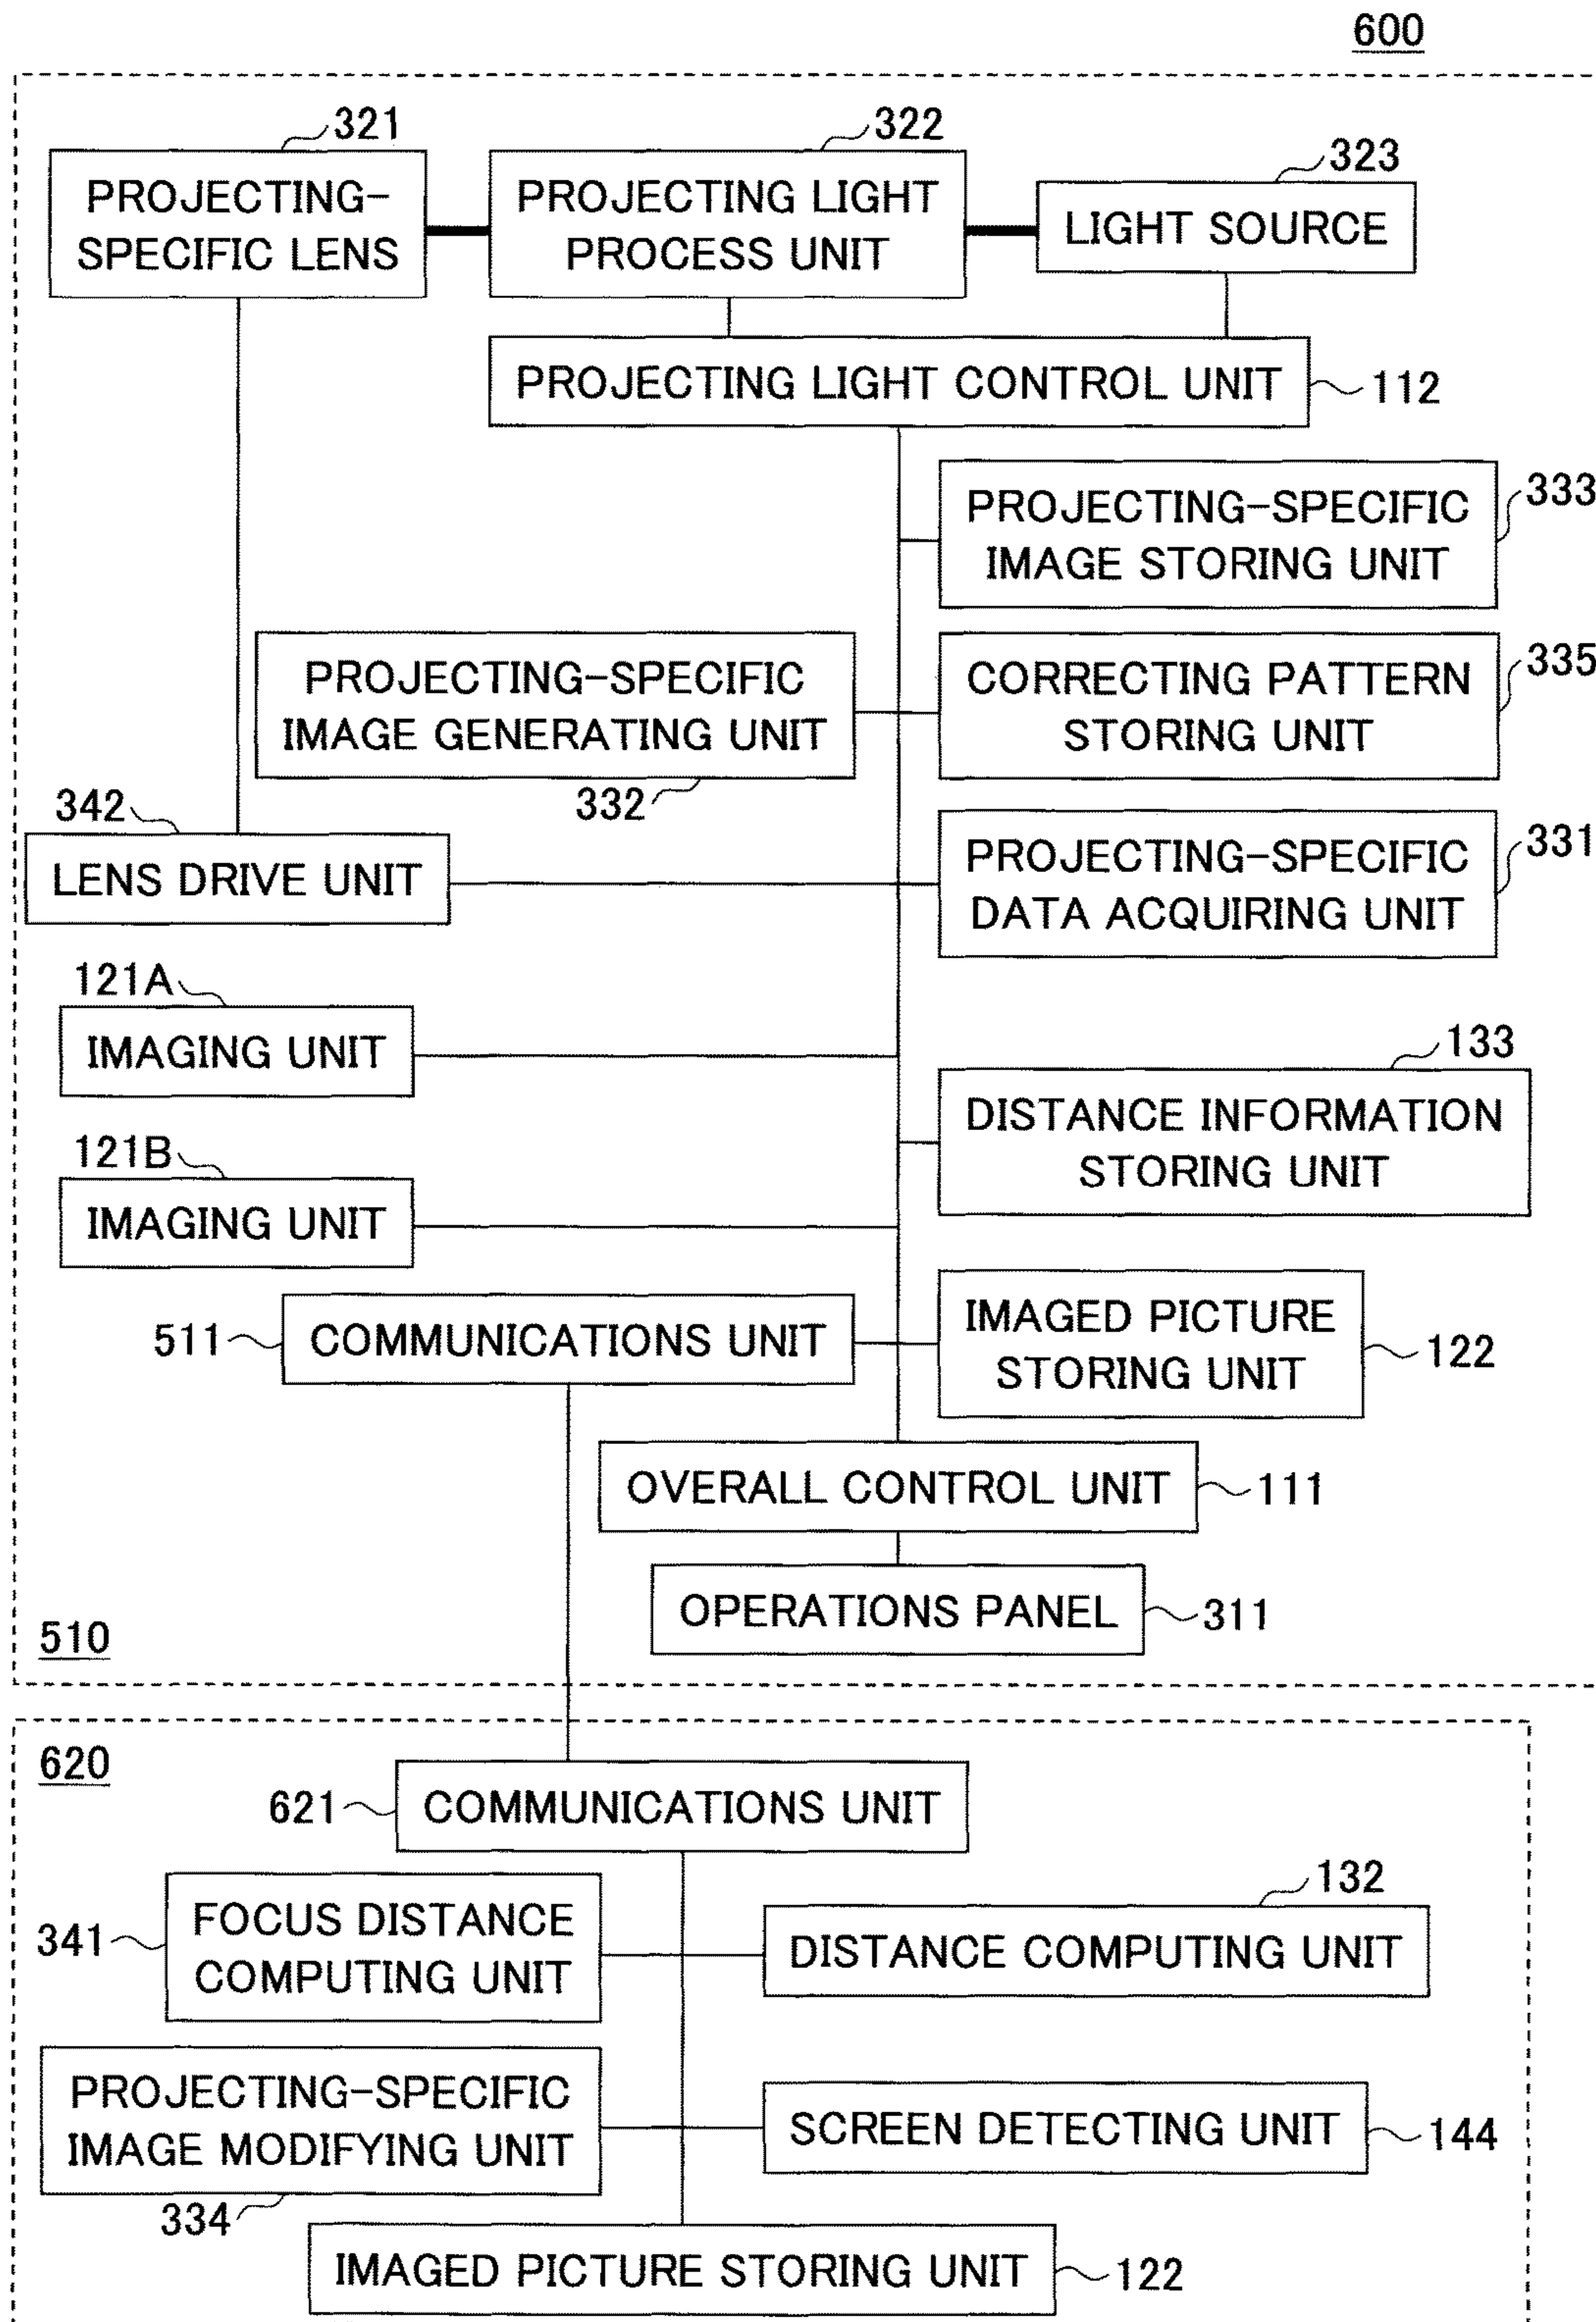 600
321
322
323
PROJECTING-
SPECIFIC LENS
PROJECTING LIGHT
PROCESS UNIT
LIGHT SOURCE
PROJECTING LIGHT CONTROL UNIT
112
PROJECTING-SPECIFIC
IMAGE STORING UNIT
333
PROJECTING-SPECIFIC
IMAGE GENERATING UNIT
332
CORRECTING PATTERN
STORING UNIT
335
342
LENS DRIVE UNIT
PROJECTING-SPECIFIC
DATA ACQUIRING UNIT
331
121A
IMAGING UNIT
133
DISTANCE INFORMATION
STORING UNIT
121B
IMAGING UNIT
511
COMMUNICATIONS UNIT
IMAGED PICTURE
STORING UNIT
122
OVERALL CONTROL UNIT
111
OPERATIONS PANEL
311
510
620
621
COMMUNICATIONS UNIT
341
FOCUS DISTANCE
COMPUTING UNIT
132
DISTANCE COMPUTING UNIT
PROJECTING-SPECIFIC
IMAGE MODIFYING UNIT
334
SCREEN DETECTING UNIT
144
IMAGED PICTURE STORING UNIT
122